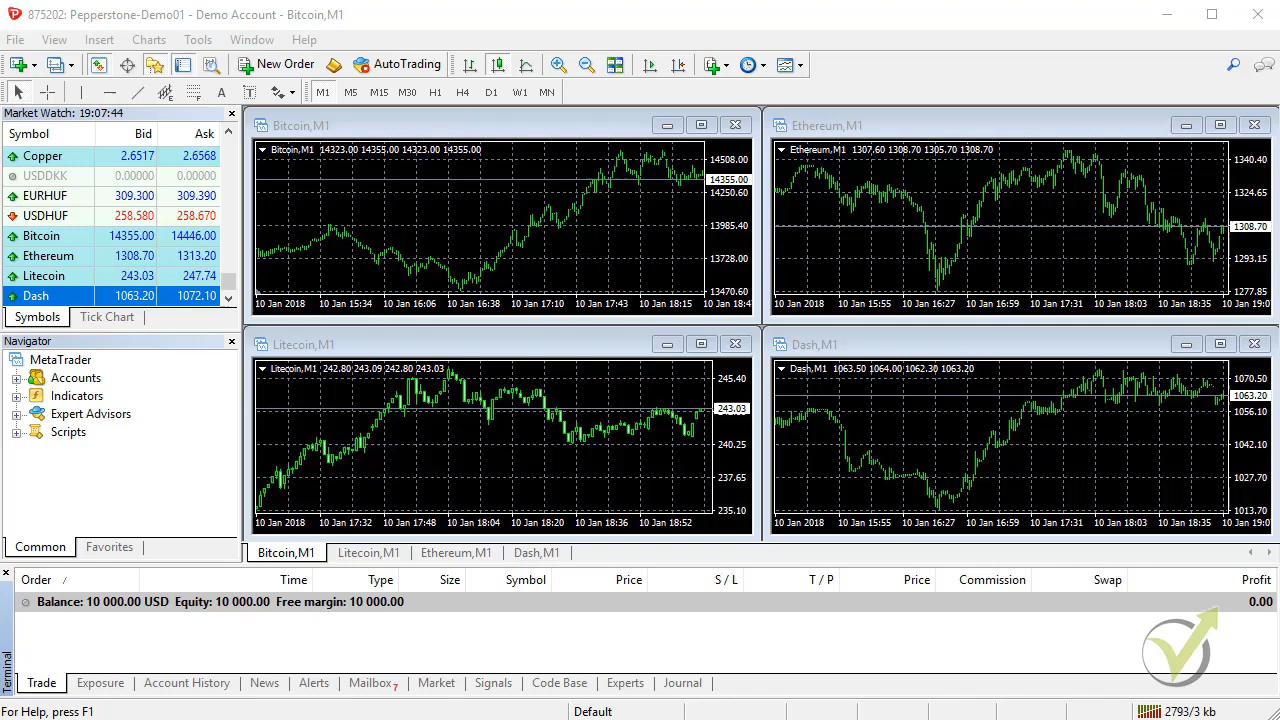 875202: Pepperstone-Demo01 - Demo Account - Bitcoin,M1
File View Insert Charts Tools Window Help
New Order AutoTrading
A T M1 M5 M15 M30 H1 H4 D1 W1 MN
Market Watch: 19:07:44
Symbol Bid Ask
Copper 2.6517 2.6568
USDDKK 0.00000 0.00000
EURHUF 309.300 309.390
USDHUF 258.580 258.670
Bitcoin 14355.00 14446.00
Ethereum 1308.70 1313.20
Litecoin 243.03 247.74
Dash 1063.20 1072.10
Symbols Tick Chart
Navigator
MetaTrader
Accounts
Indicators
Expert Advisors
Scripts
Common Favorites
Bitcoin,M1
Bitcoin,M1 14323.00 14355.00 14323.00 14355.00
14508.00
14355.00
14250.60
13985.40
13728.00
13470.60
10 Jan 2018 10 Jan 15:34 10 Jan 16:06 10 Jan 16:38 10 Jan 17:10 10 Jan 17:43 10 Jan 18:15 10 Jan 18:47
Ethereum,M1
Ethereum,M1 1307.60 1308.70 1305.70 1308.70
1340.40
1324.65
1308.70
1293.15
1277.85
10 Jan 2018 10 Jan 15:55 10 Jan 16:27 10 Jan 16:59 10 Jan 17:31 10 Jan 18:03 10 Jan 18:35 10 Jan 19:07
Litecoin,M1
Litecoin,M1 242.80 243.09 242.80 243.03
245.40
243.03
240.25
237.65
235.10
10 Jan 2018 10 Jan 17:32 10 Jan 17:48 10 Jan 18:04 10 Jan 18:20 10 Jan 18:36 10 Jan 18:52
Dash,M1
Dash,M1 1063.50 1064.00 1062.30 1063.20
1070.50
1063.20
1056.10
1042.10
1027.70
1013.70
10 Jan 2018 10 Jan 15:55 10 Jan 16:27 10 Jan 16:59 10 Jan 17:31 10 Jan 18:03 10 Jan 18:35 10 Jan 19:0
Bitcoin,M1 Litecoin,M1 Ethereum,M1 Dash,M1
Order / Time Type Size Symbol Price S / L T / P Price Commission Swap Profit
Balance: 10 000.00 USD Equity: 10 000.00 Free margin: 10 000.00 0.00
Terminal
Trade Exposure Account History News Alerts Mailbox 7 Market Signals Code Base Experts Journal
For Help, press F1 Default 2793/3 kb